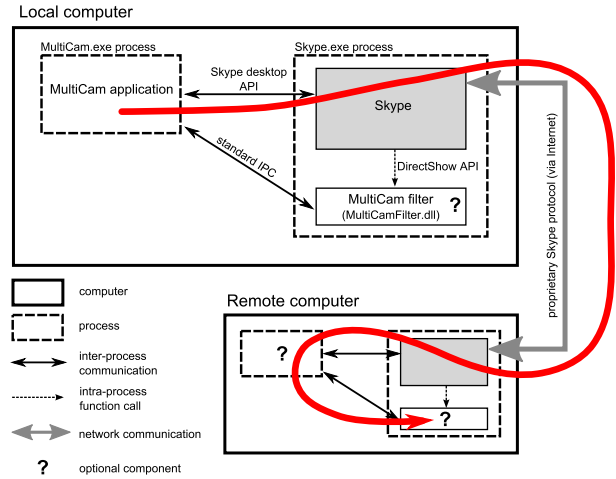 Local computer
MultiCam.exe process
Skype.exe process
MultiCam application
Skype desktop
API
Skype
standard IPC
DirectShow API
MultiCam filter
(MultiCamFilter.dll)
?
proprietary Skype protocol (via Internet)
computer
process
inter-process
communication
intra-process
function call
network communication
?
optional component
Remote computer
?
?